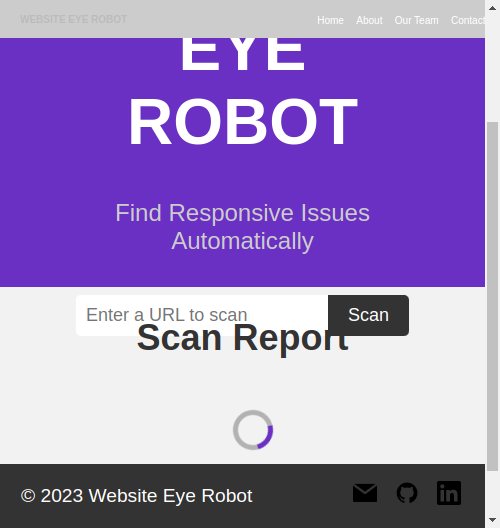 WEBSITE EYE ROBOT
Home About Our Team Contact
EYE
ROBOT
Find Responsive Issues
Automatically
Enter a URL to scan Scan
Scan Report
© 2023 Website Eye Robot